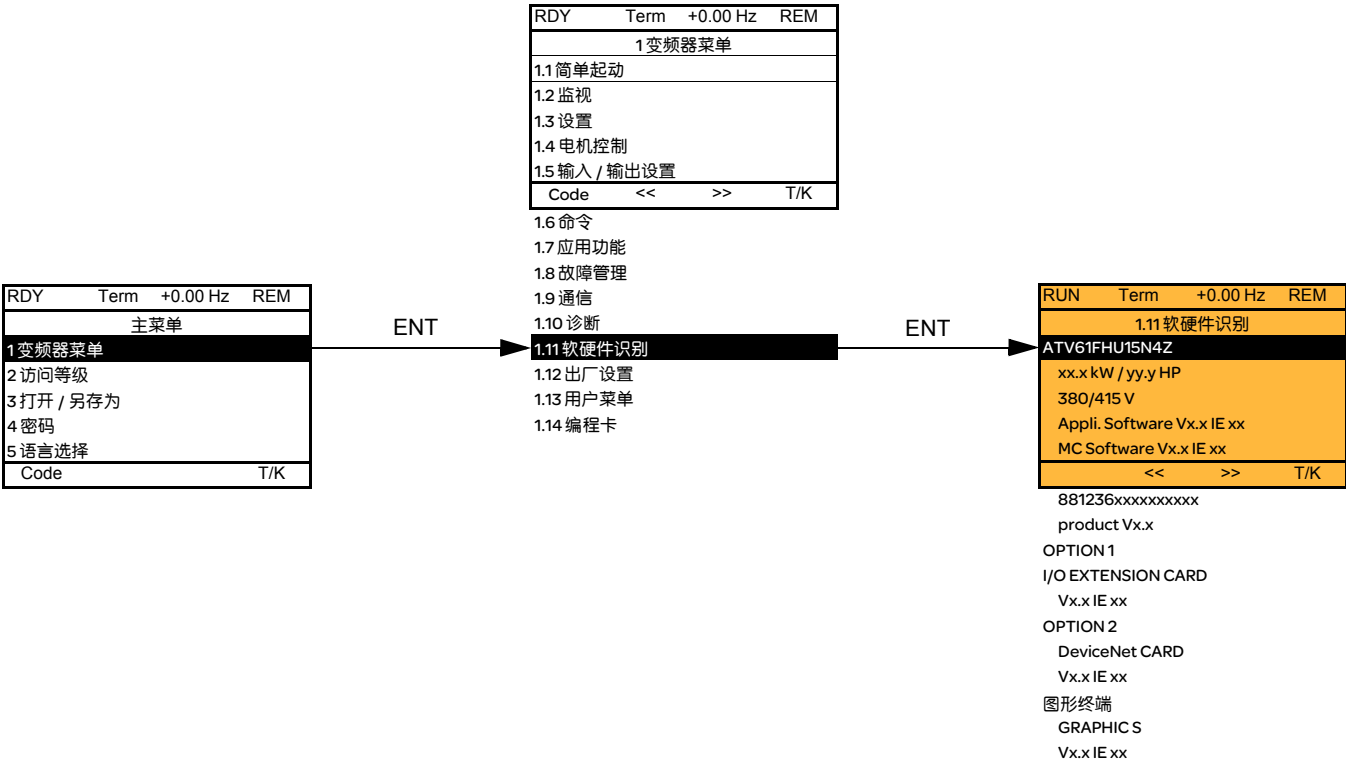 RDY Term +0.00 Hz REM
主菜单
1 变频器菜单
2 访问等级
3 打开 / 另存为
4 密码
5 语言选择
Code T/K
ENT
RDY Term +0.00 Hz REM
1 变频器菜单
1.1 简单起动
1.2 监视
1.3 设置
1.4 电机控制
1.5 输入 / 输出设置
Code << >> T/K
1.6 命令
1.7 应用功能
1.8 故障管理
1.9 通信
1.10 诊断
1.11 软硬件识别
1.12 出厂设置
1.13 用户菜单
1.14 编程卡
ENT
RUN Term +0.00 Hz REM
1.11 软硬件识别
ATV61FHU15N4Z
xx.x kW / yy.y HP
380/415 V
Appli. Software Vx.x IE xx
MC Software Vx.x IE xx
<< >> T/K
881236xxxxxxxxxx
product Vx.x
OPTION 1
I/O EXTENSION CARD
Vx.x IE xx
OPTION 2
DeviceNet CARD
Vx.x IE xx
图形终端
GRAPHIC S
Vx.x IE xx